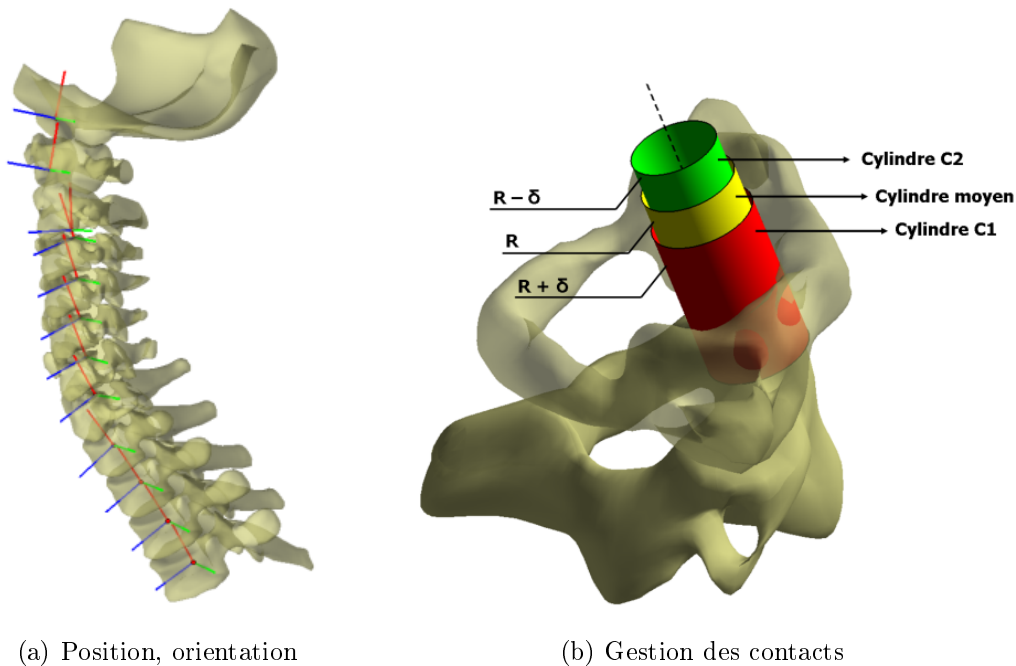 Cylindre C2
R – δ
Cylindre moyen
R
Cylindre C1
R + δ
(a) Position, orientation
(b) Gestion des contacts